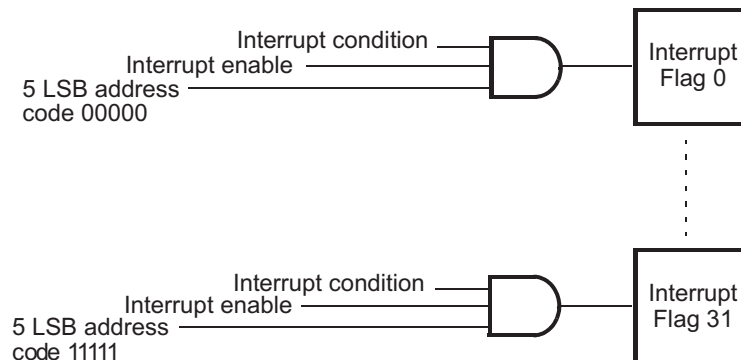 Interrupt condition
Interrupt enable
5 LSB address
code 00000
Interrupt
Flag 0
Interrupt condition
Interrupt enable
5 LSB address
code 11111
Interrupt
Flag 31